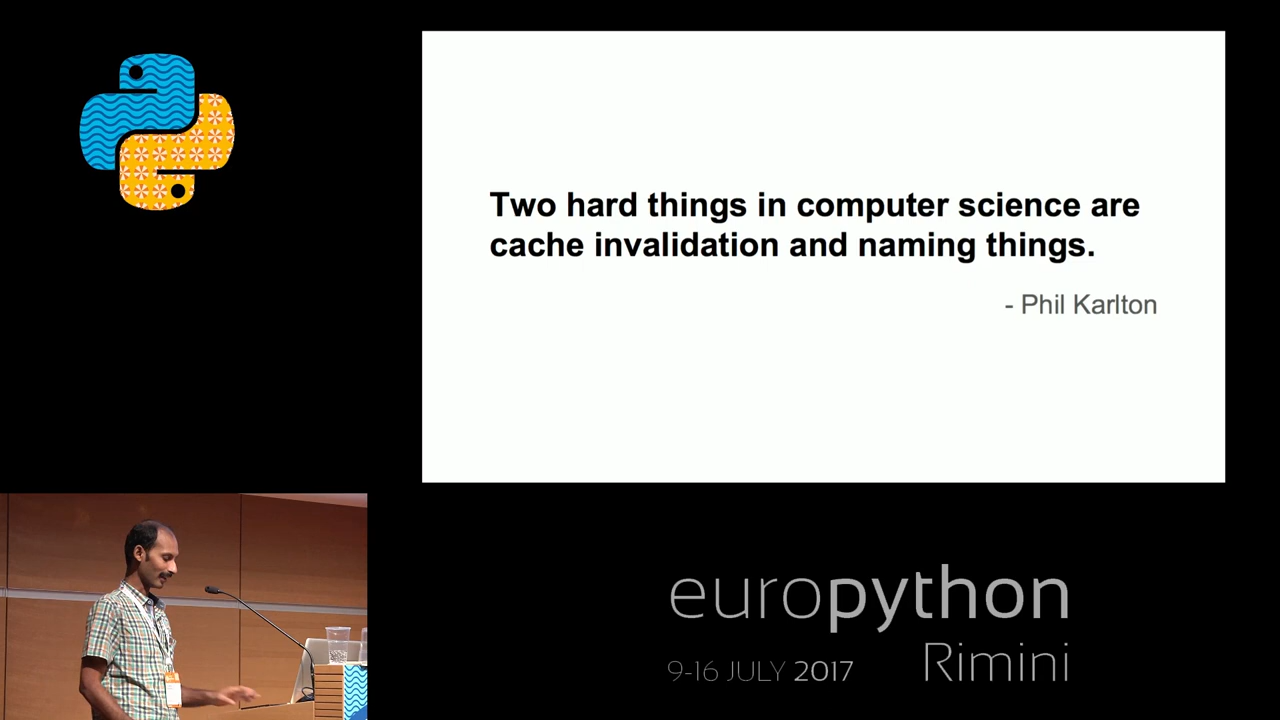 Two hard things in computer science are
cache invalidation and naming things.
- Phil Karlton
europython
Rimini
9-16 JULY 2017